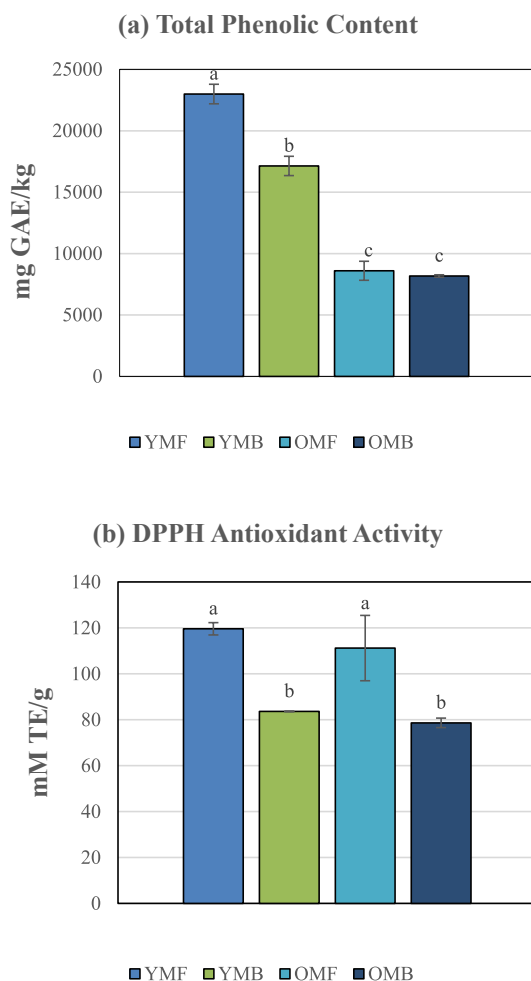 (a) Total Phenolic Content
25000
20000
15000
10000
5000
0
mg GAE/kg
a
b
c
c
YMF YMB OMF OMB
(b) DPPH Antioxidant Activity
140
120
100
80
60
40
20
0
mM TE/g
a
b
a
b
YMF YMB OMF OMB